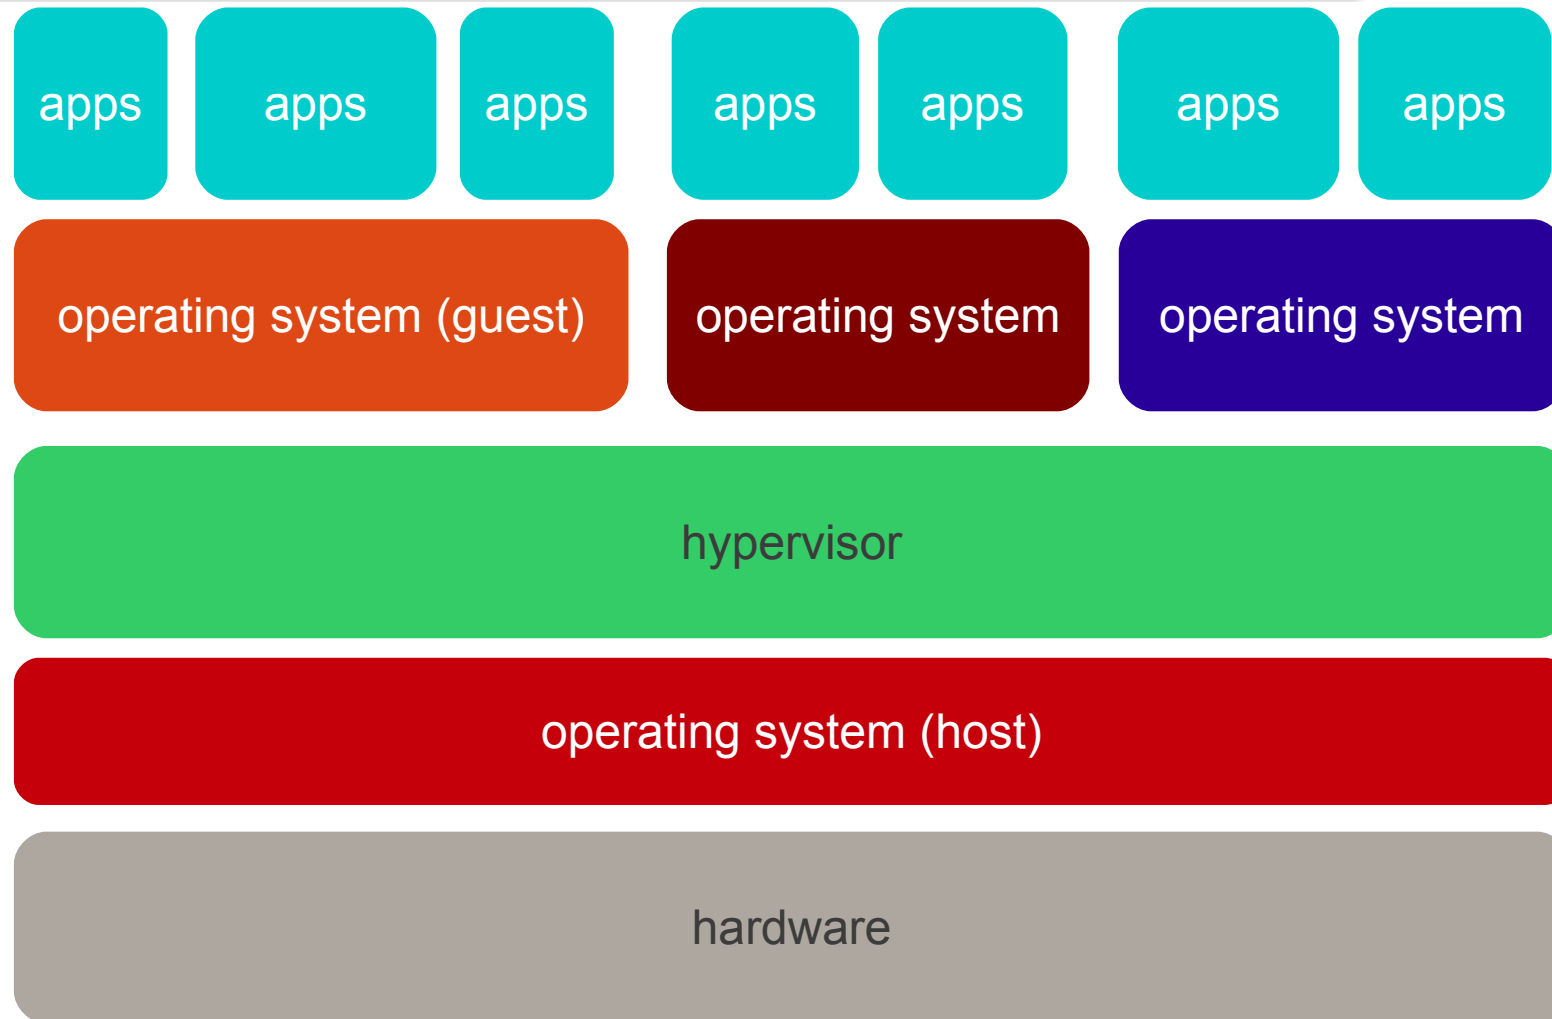 apps
apps
apps
apps
apps
apps
apps
operating system (guest)
operating system
operating system
hypervisor
operating system (host)
hardware